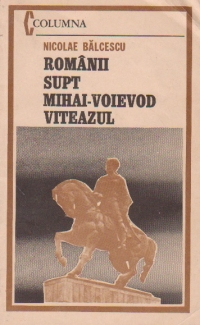 COLUMNA
NICOLAE BĂLCESCU
ROMÂNII
SUPT
MIHAI-VOIEVOD
VITEAZUL